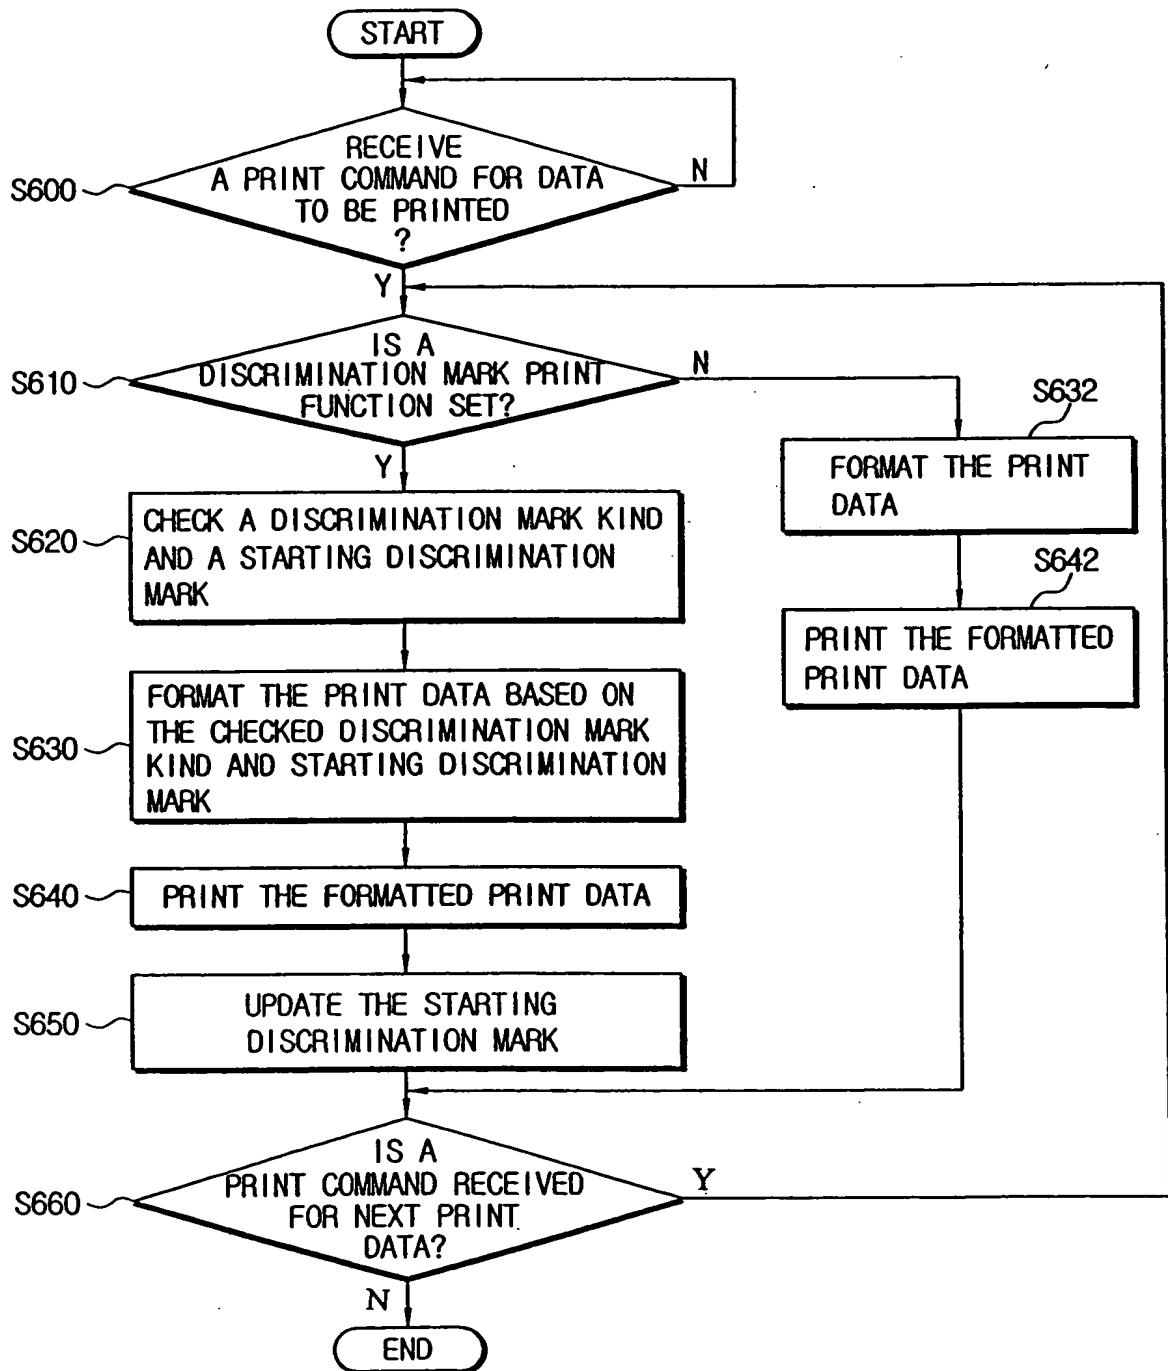 START
RECEIVE
A PRINT COMMAND FOR DATA
TO BE PRINTED
?
S600
N
Y
IS A
DISCRIMINATION MARK PRINT
FUNCTION SET?
S610
N
Y
S632
FORMAT THE PRINT
DATA
S642
PRINT THE FORMATTED
PRINT DATA
S620
CHECK A DISCRIMINATION MARK KIND
AND A STARTING DISCRIMINATION
MARK
S630
FORMAT THE PRINT DATA BASED ON
THE CHECKED DISCRIMINATION MARK
KIND AND STARTING DISCRIMINATION
MARK
S640
PRINT THE FORMATTED PRINT DATA
S650
UPDATE THE STARTING
DISCRIMINATION MARK
S660
IS A
PRINT COMMAND RECEIVED
FOR NEXT PRINT
DATA?
Y
N
END